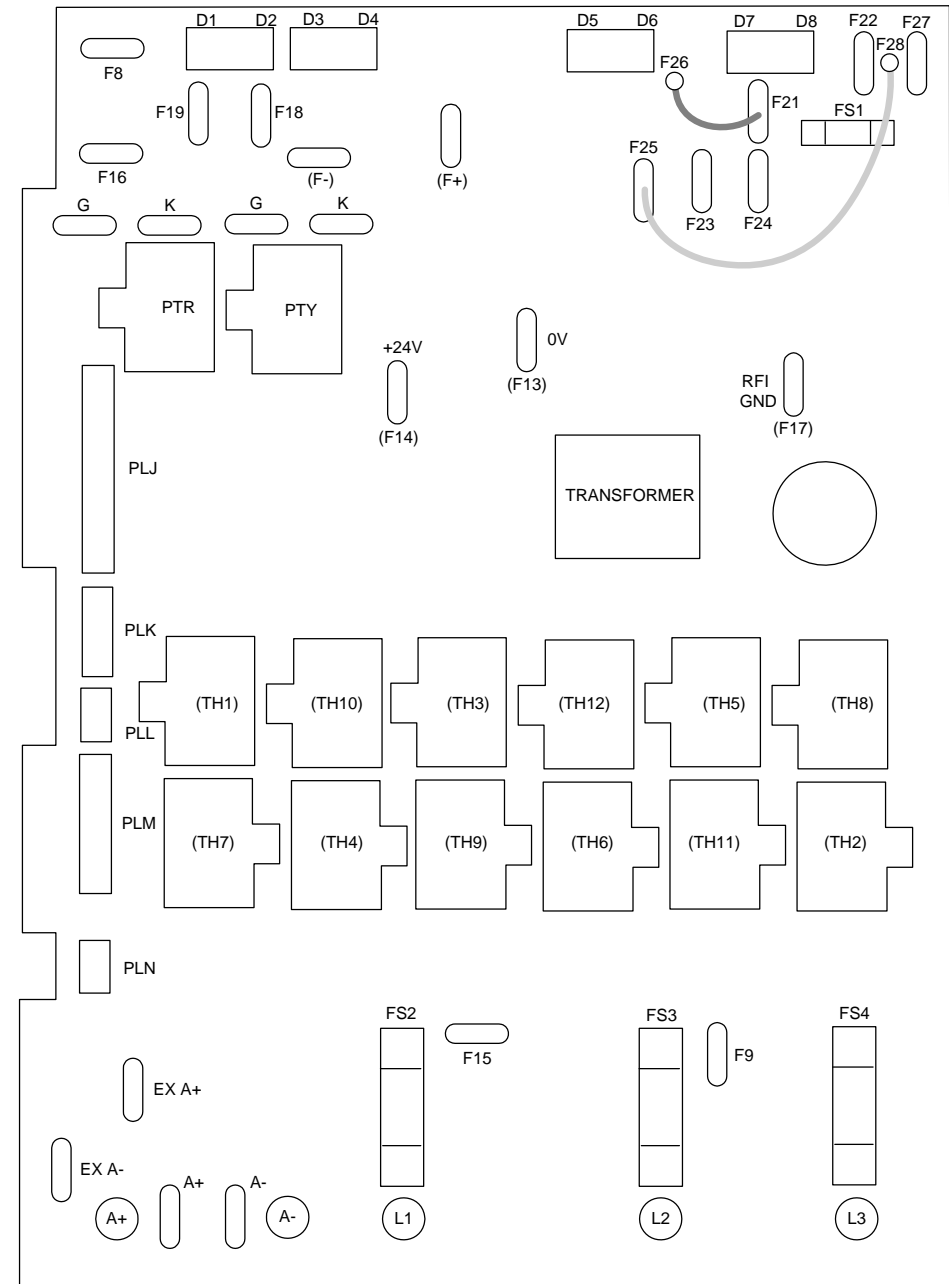 D1 D2 D3 D4 D5 D6 D7 D8 F22 F27
F8 F26 F28
F19 F18 F21 FS1
F16 (F-) (F+) F25
G K G K F23 F24
PTR PTY
+24V 0V
(F14) (F13)
RFI
GND
(F17)
PLJ TRANSFORMER
PLK
(TH1) (TH10) (TH3) (TH12) (TH5) (TH8)
PLL
PLM
(TH7) (TH4) (TH9) (TH6) (TH11) (TH2)
PLN
FS2 FS3 FS4
F15 F9
EX A+
EX A-
A+ A-
A+ A- L1 L2 L3